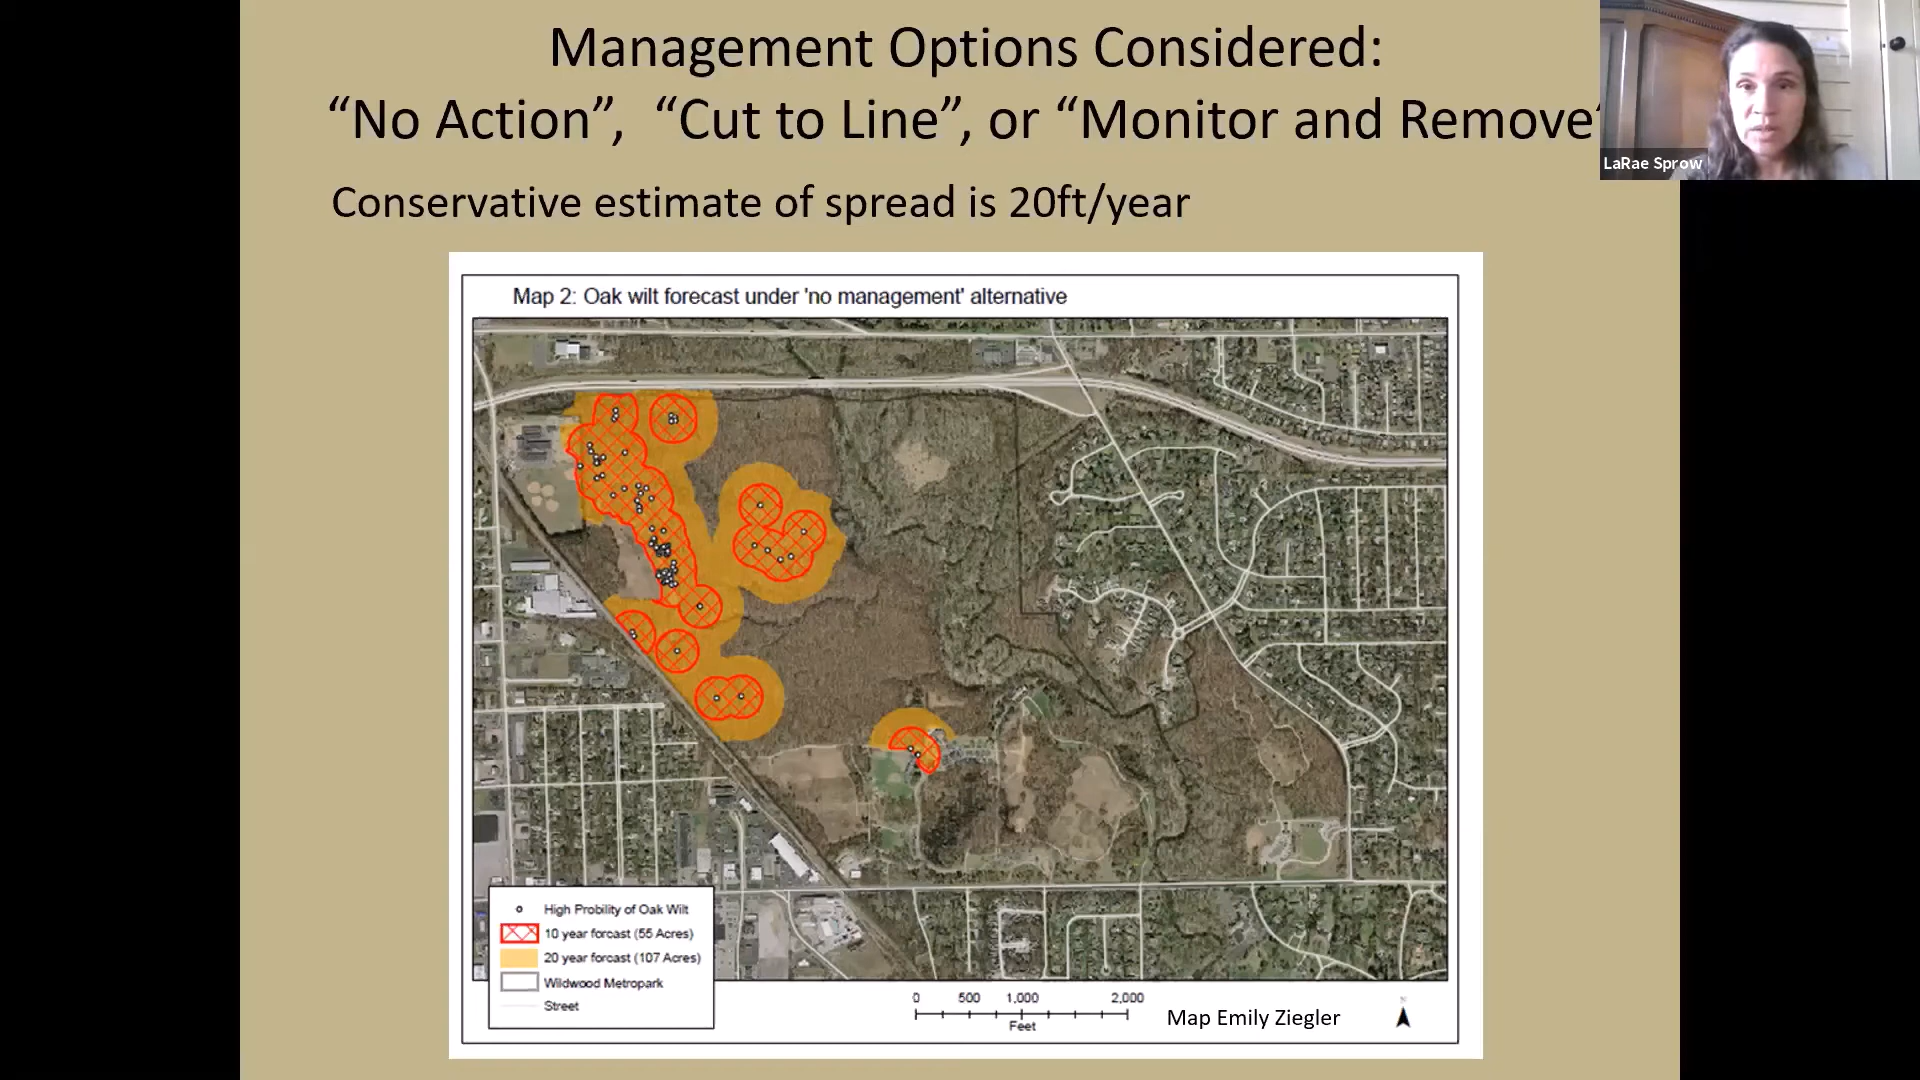 Management Options Considered:
“No Action”, “Cut to Line”, or “Monitor and Remove”
LaRae Sprow
Conservative estimate of spread is 20ft/year
Map 2: Oak wilt forecast under 'no management' alternative
High Probility of Oak Wilt
10 year forcast (55 Acres)
20 year forcast (107 Acres)
Wildwood Metropark
Street
0 500 1,000 2,000
Feet
Map Emily Ziegler
N